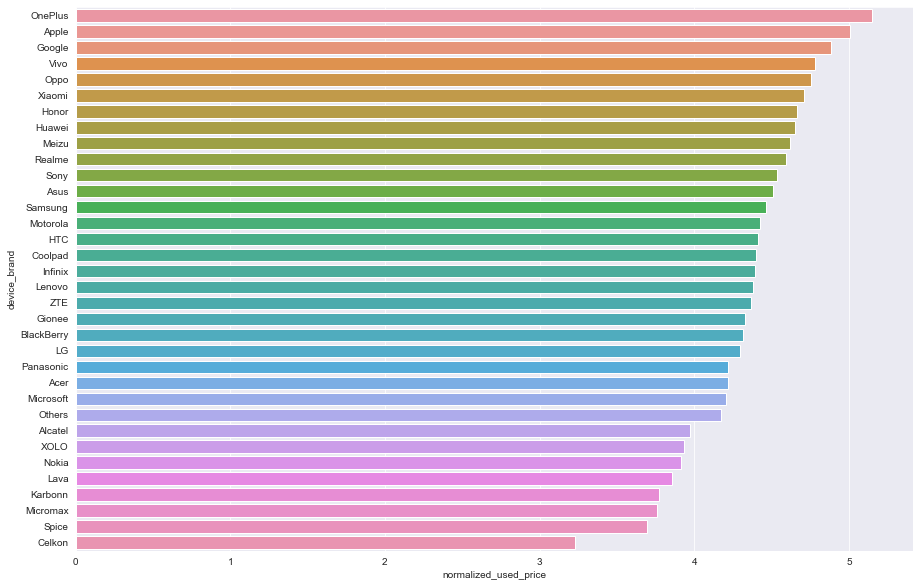 OnePlus
Apple
Google
Vivo
Oppo
Xiaomi
Honor
Huawei
Meizu
Realme
Sony
Asus
Samsung
Motorola
HTC
Coolpad
Infinix
Lenovo
ZTE
Gionee
BlackBerry
LG
Panasonic
Acer
Microsoft
Others
Alcatel
XOLO
Nokia
Lava
Karbonn
Micromax
Spice
Celkon
device_brand
0 1 2 3 4 5
normalized_used_price